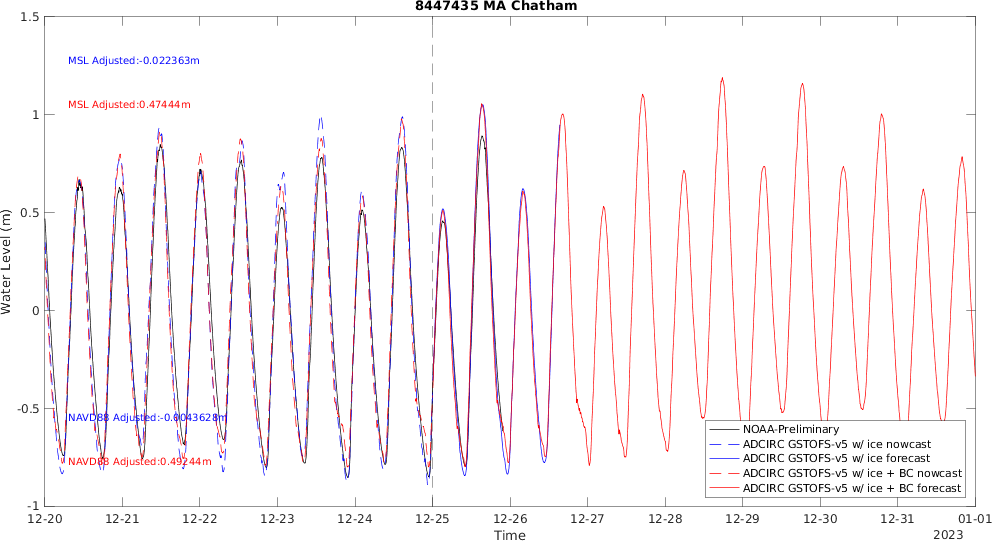 8447435 MA Chatham
1.5
1
0.5
0
-0.5
-1
Water Level (m)
MSL Adjusted:-0.022363m
MSL Adjusted:0.47444m
NAVD88 Adjusted:-0.0043628m
NAVD88 Adjusted:0.49244m
NOAA-Preliminary
ADCIRC GSTOFS-v5 w/ ice nowcast
ADCIRC GSTOFS-v5 w/ ice forecast
ADCIRC GSTOFS-v5 w/ ice + BC nowcast
ADCIRC GSTOFS-v5 w/ ice + BC forecast
12-20 12-21 12-22 12-23 12-24 12-25 12-26 12-27 12-28 12-29 12-30 12-31 01-01
Time
2023